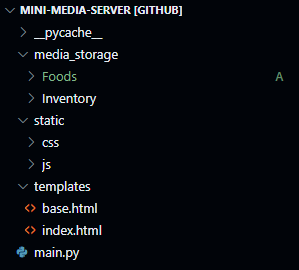 MINI-MEDIA-SERVER [GITHUB]
__pycache__
media_storage
Foods A
Inventory
static
css
js
templates
base.html
index.html
main.py